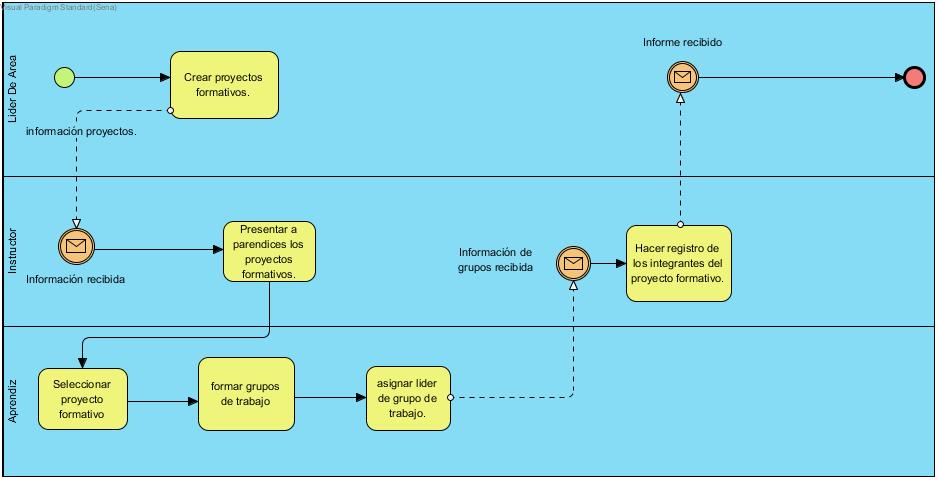 Visual Paradigm Standard(Sena)
Lider De Area
Crear proyectos
formativos.
información proyectos.
Informe recibido
Instructor
Información recibida
Presentar a
parendices los
proyectos
formativos.
Información de
grupos recibida
Hacer registro de
los integrantes del
proyecto formativo.
Aprendiz
Seleccionar
proyecto
formativo
formar grupos
de trabajo
asignar lider
de grupo de
trabajo.